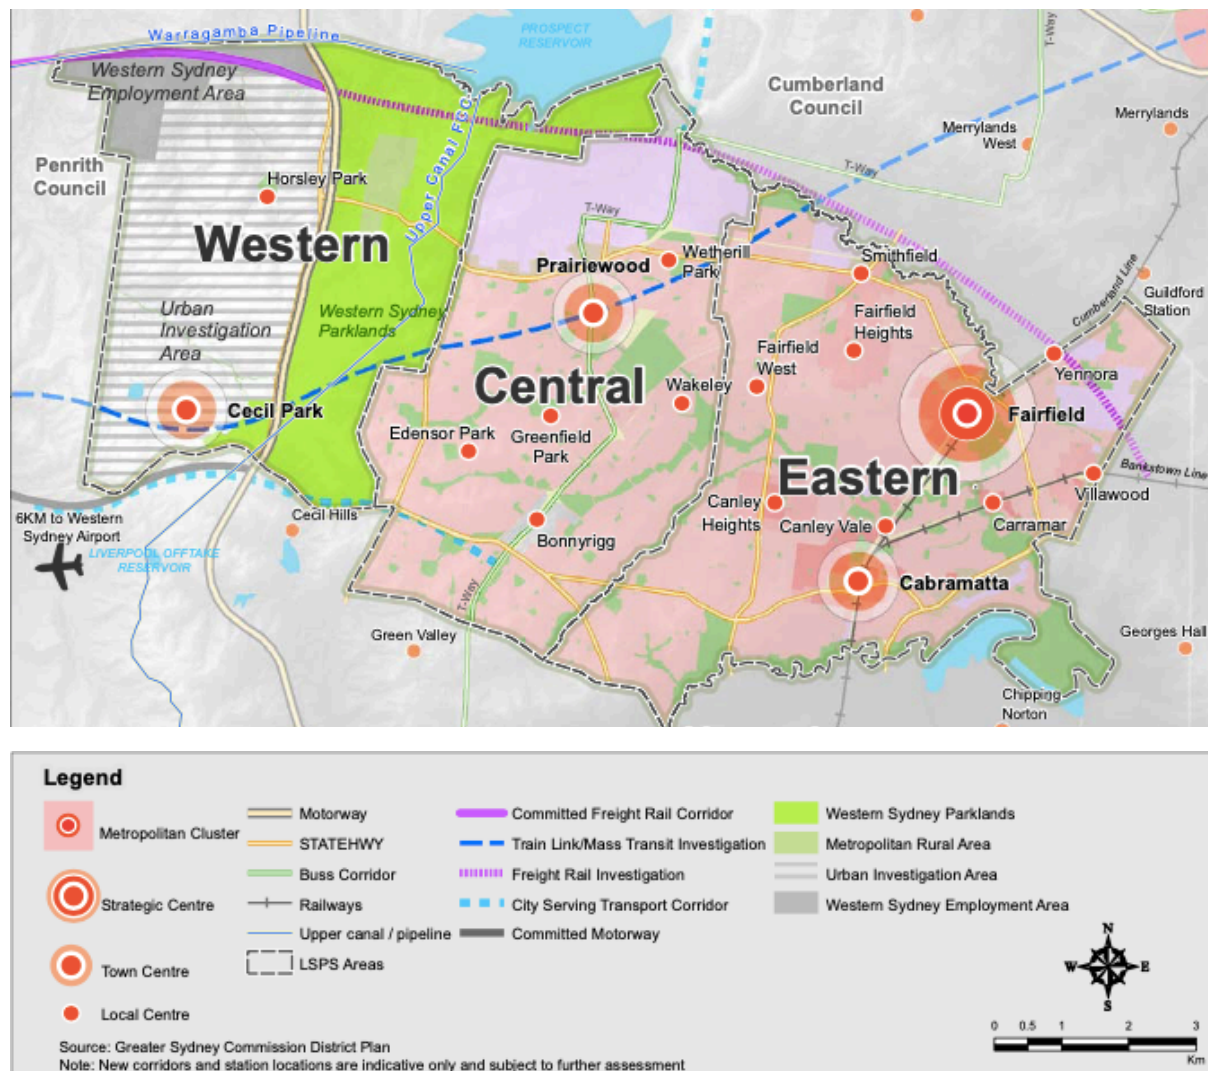 Warragamba Pipeline
PROSPECT
RESERVOIR
T-Way
Western Sydney
Employment Area
Cumberland
Council
Merrylands
Merrylands
West
Penrith
Council
Horsley Park
Upper Canal FBC
T-Way
T-Way
Western
Prairiewood
Wetherill
Park
Smithfield
Cumberland Line
Guildford
Station
Urban
Investigation
Area
Western Sydney
Parklands
Fairfield
Heights
Fairfield
West
Yennora
Central
Wakeley
Cecil Park
Fairfield
Edensor Park
Greenfield
Park
Eastern
Bankstown Line
Villawood
6KM to Western
Sydney Airport
Cecil Hills
Canley
Heights
Canley Vale
Carramar
LIVERPOOL OFFTAKE
RESERVOIR
Bonnyrigg
Cabramatta
T-Way
Green Valley
Georges Hall
Chipping
Norton
Legend
Metropolitan Cluster
Strategic Centre
Town Centre
Local Centre
Motorway
STATEHWY
Buss Corridor
Railways
Upper canal / pipeline
LSPS Areas
Committed Freight Rail Corridor
Train Link/Mass Transit Investigation
Freight Rail Investigation
City Serving Transport Corridor
Committed Motorway
Western Sydney Parklands
Metropolitan Rural Area
Urban Investigation Area
Western Sydney Employment Area
N
W E
S
0 0.5 1 2 3
Km
Source: Greater Sydney Commission District Plan
Note: New corridors and station locations are indicative only and subject to further assessment